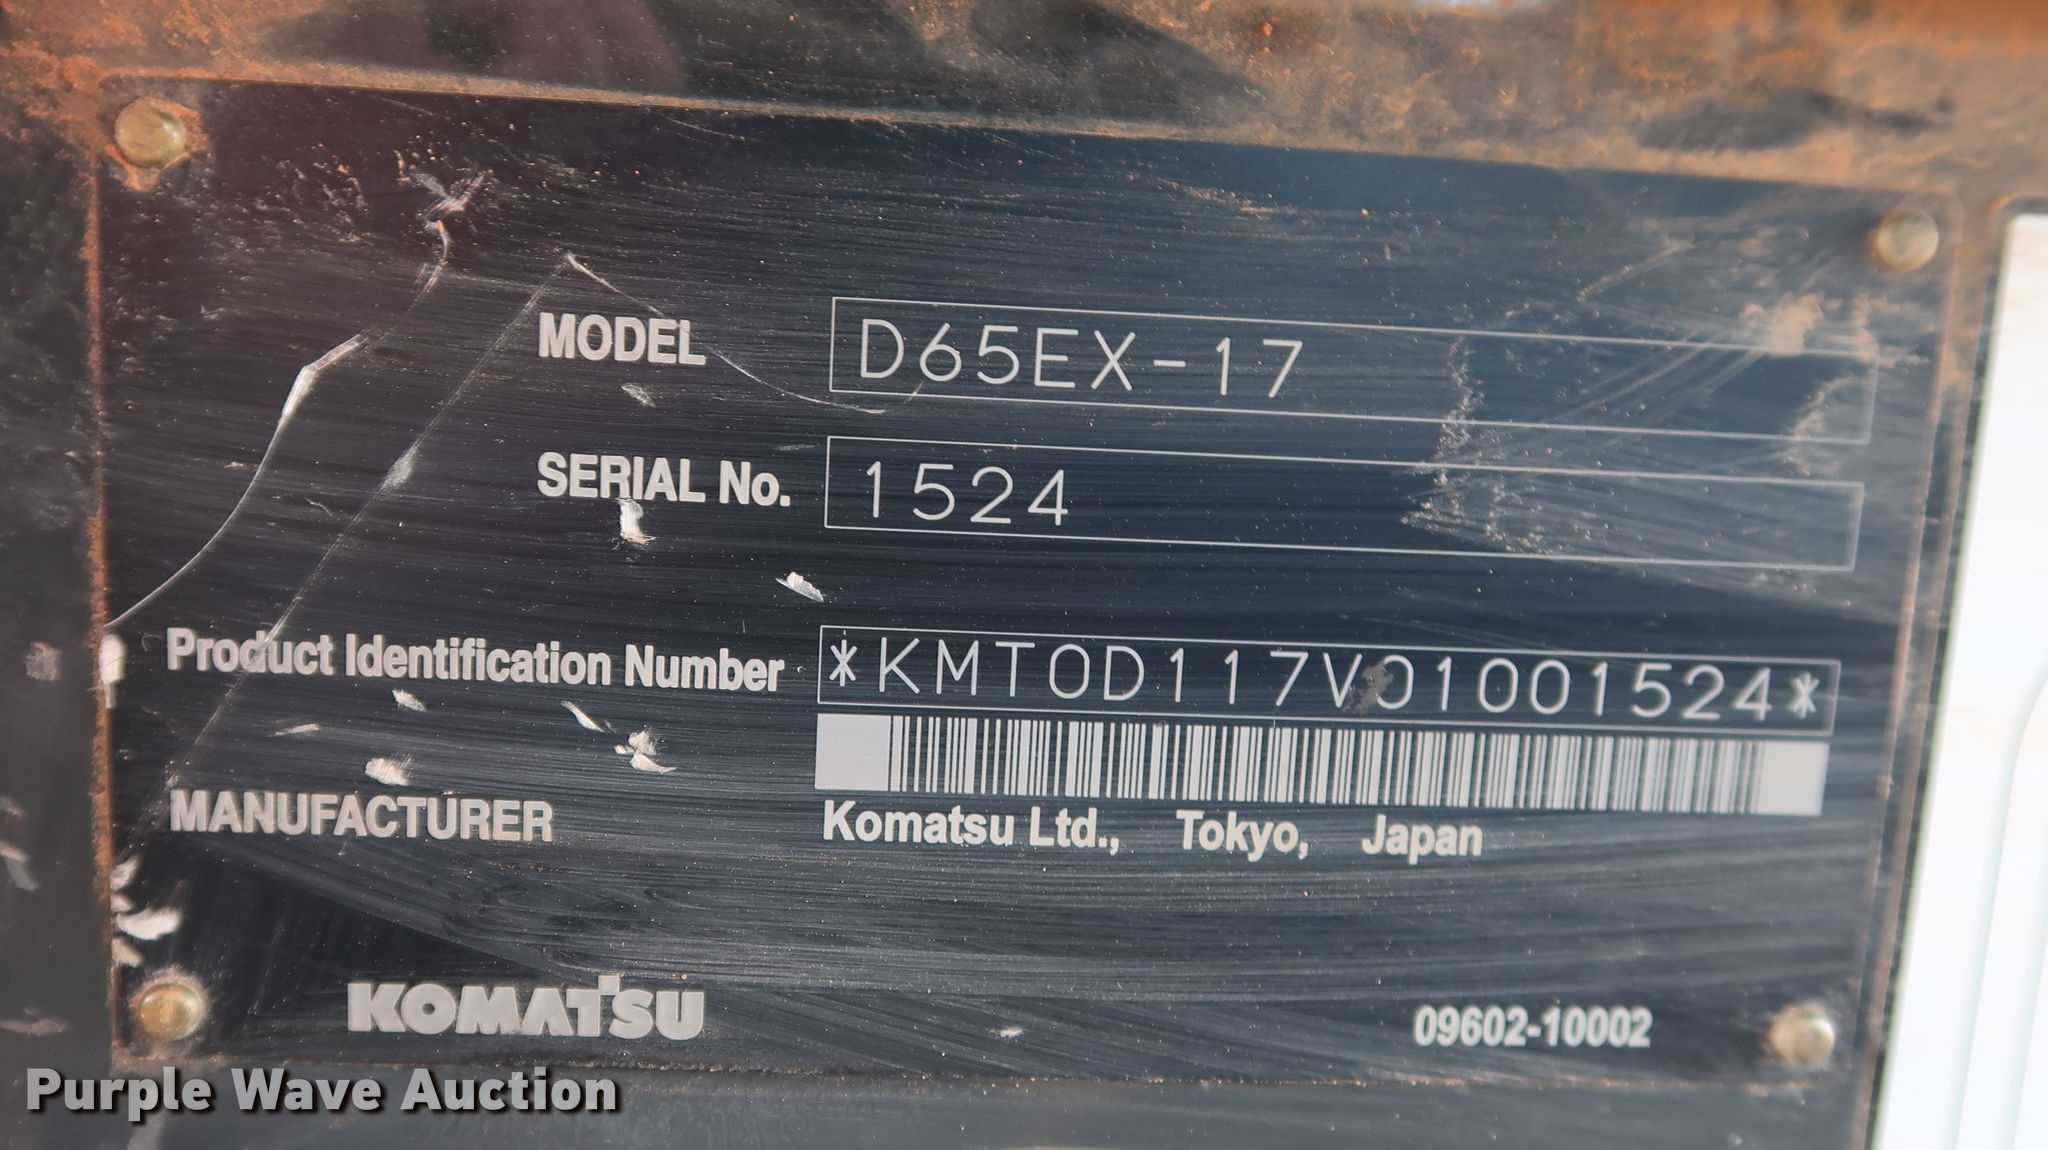 MODEL D65EX-17
SERIAL No. 1524
Product Identification Number *KMT0D117V01001524*
MANUFACTURER Komatsu Ltd., Tokyo, Japan
KOMATSU 09602-10002
Purple Wave Auction